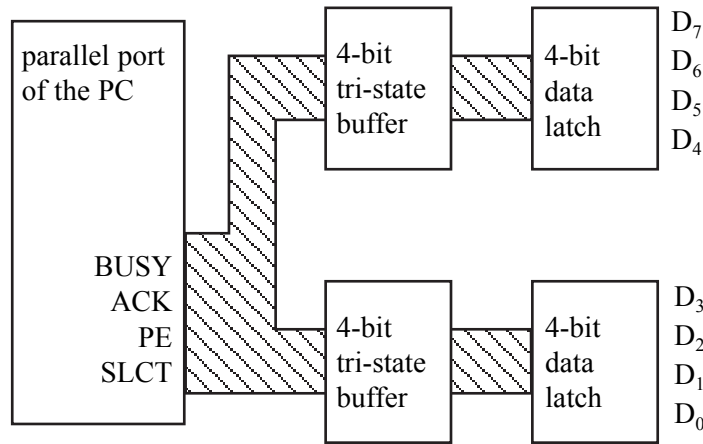 parallel port
of the PC
BUSY
ACK
PE
SLCT
4-bit
tri-state
buffer
4-bit
data
latch
D₇
D₆
D₅
D₄
4-bit
tri-state
buffer
4-bit
data
latch
D₃
D₂
D₁
D₀